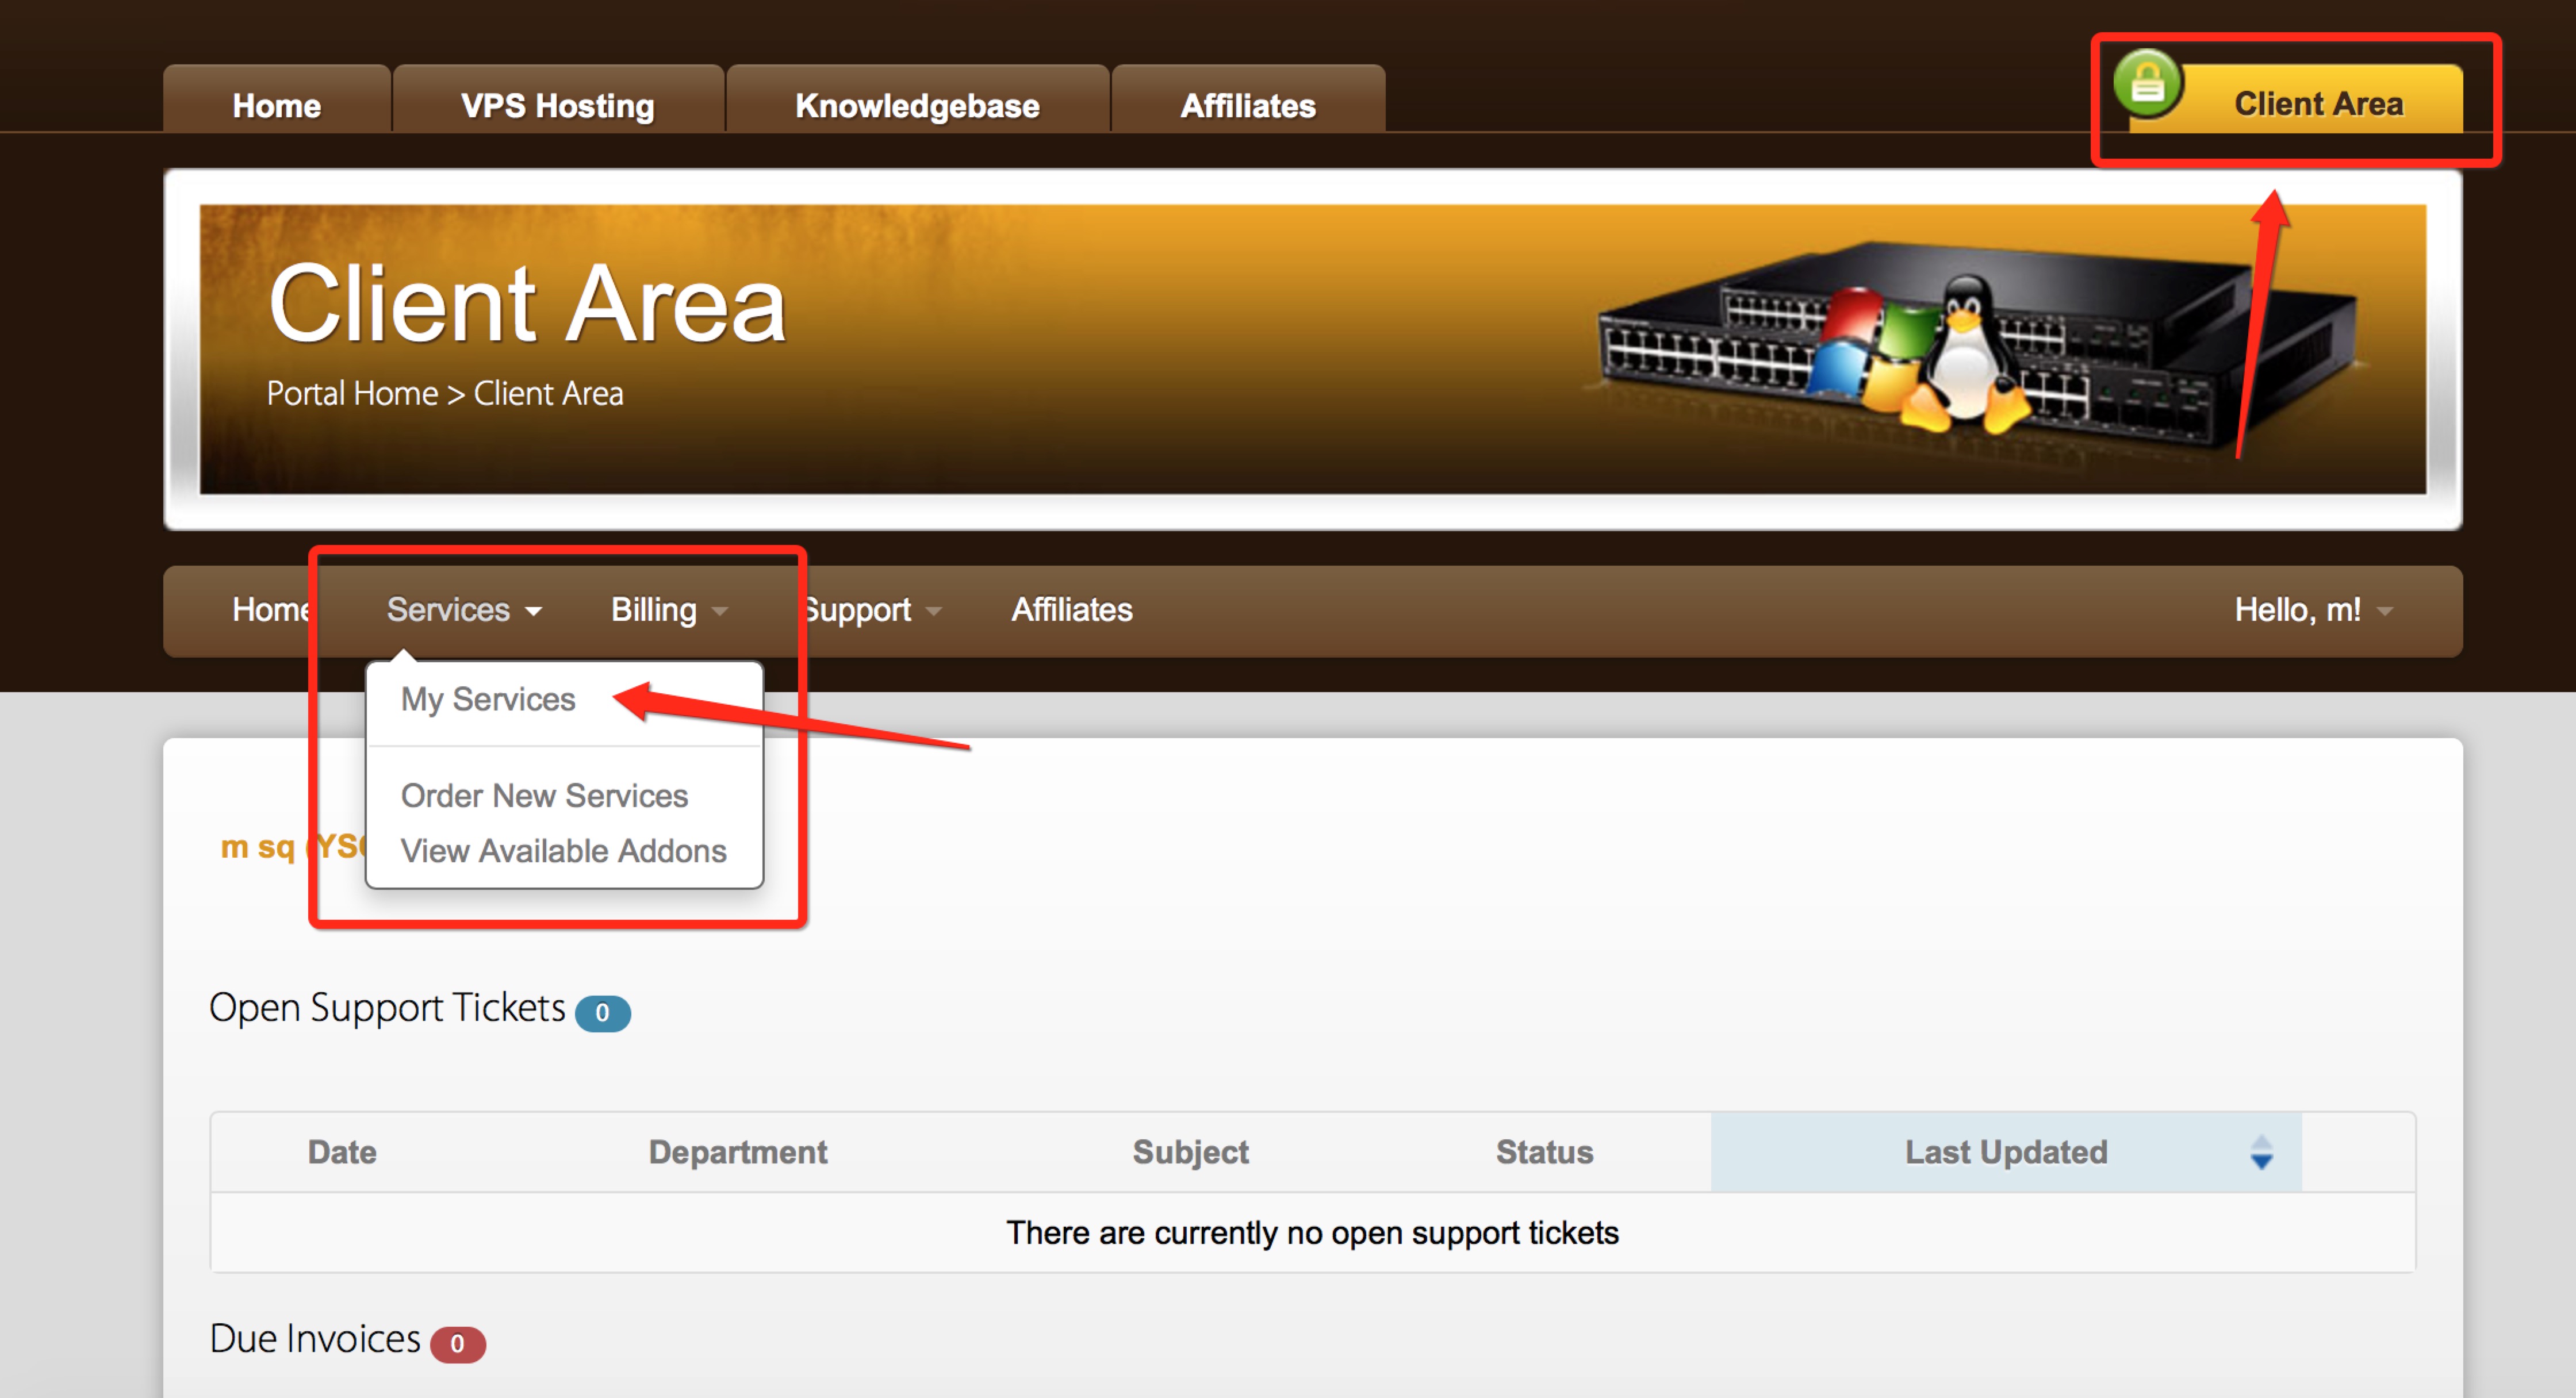 Home VPS Hosting Knowledgebase Affiliates Client Area
Client Area
Portal Home > Client Area
Home Services Billing Support Affiliates Hello, m!
My Services
Order New Services
m sq (YS
View Available Addons
Open Support Tickets 0
Date Department Subject Status Last Updated
There are currently no open support tickets
Due Invoices 0